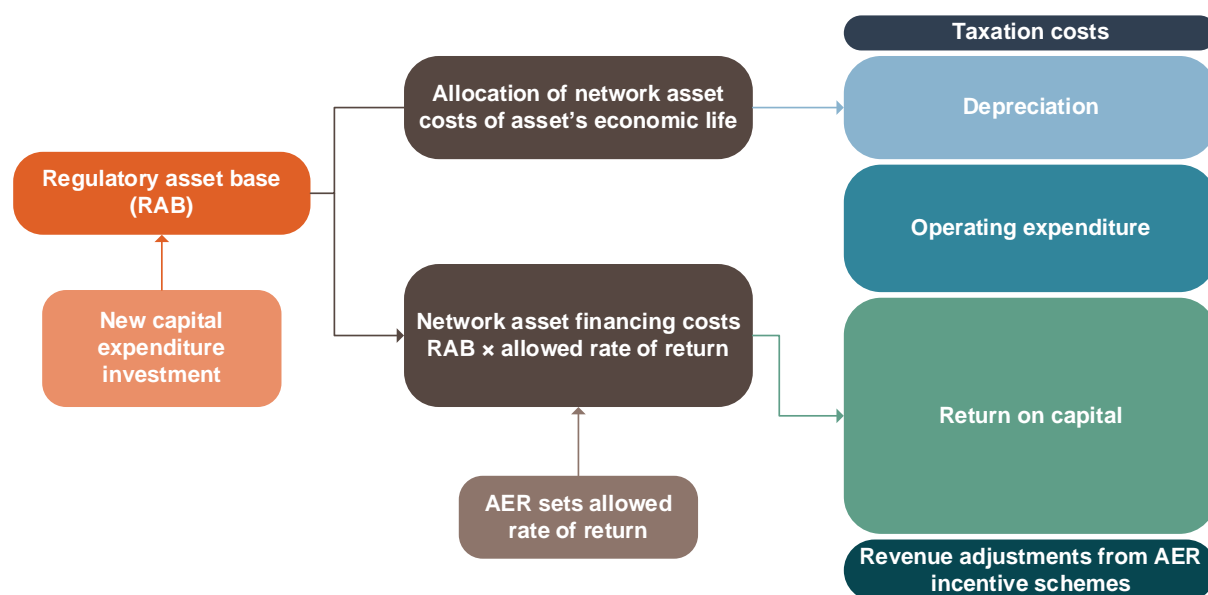 Regulatory asset base
(RAB)
New capital
expenditure
investment
Allocation of network asset
costs of asset’s economic life
Network asset financing costs
RAB × allowed rate of return
AER sets allowed
rate of return
Taxation costs
Depreciation
Operating expenditure
Return on capital
Revenue adjustments from AER
incentive schemes